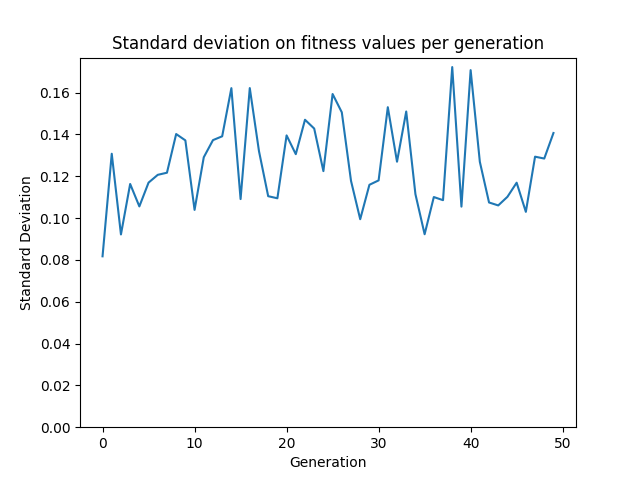 Standard deviation on fitness values per generation
0.16
0.14
0.12
0.10
0.08
0.06
0.04
0.02
0.00
Standard Deviation
0 10 20 30 40 50
Generation